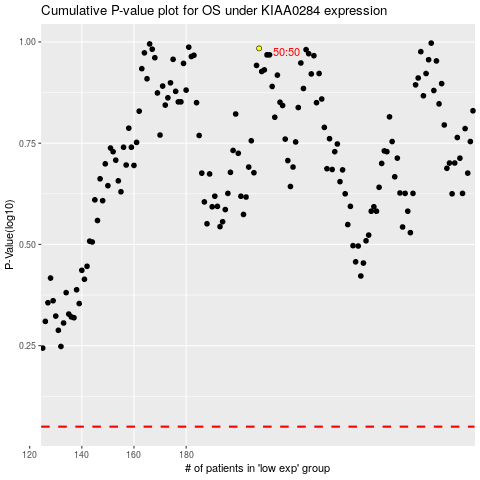 Cumulative P-value plot for OS under KIAA0284 expression
P-Value(log10)
1.00
0.75
0.50
0.25
50:50
120 140 160 180
# of patients in 'low exp' group